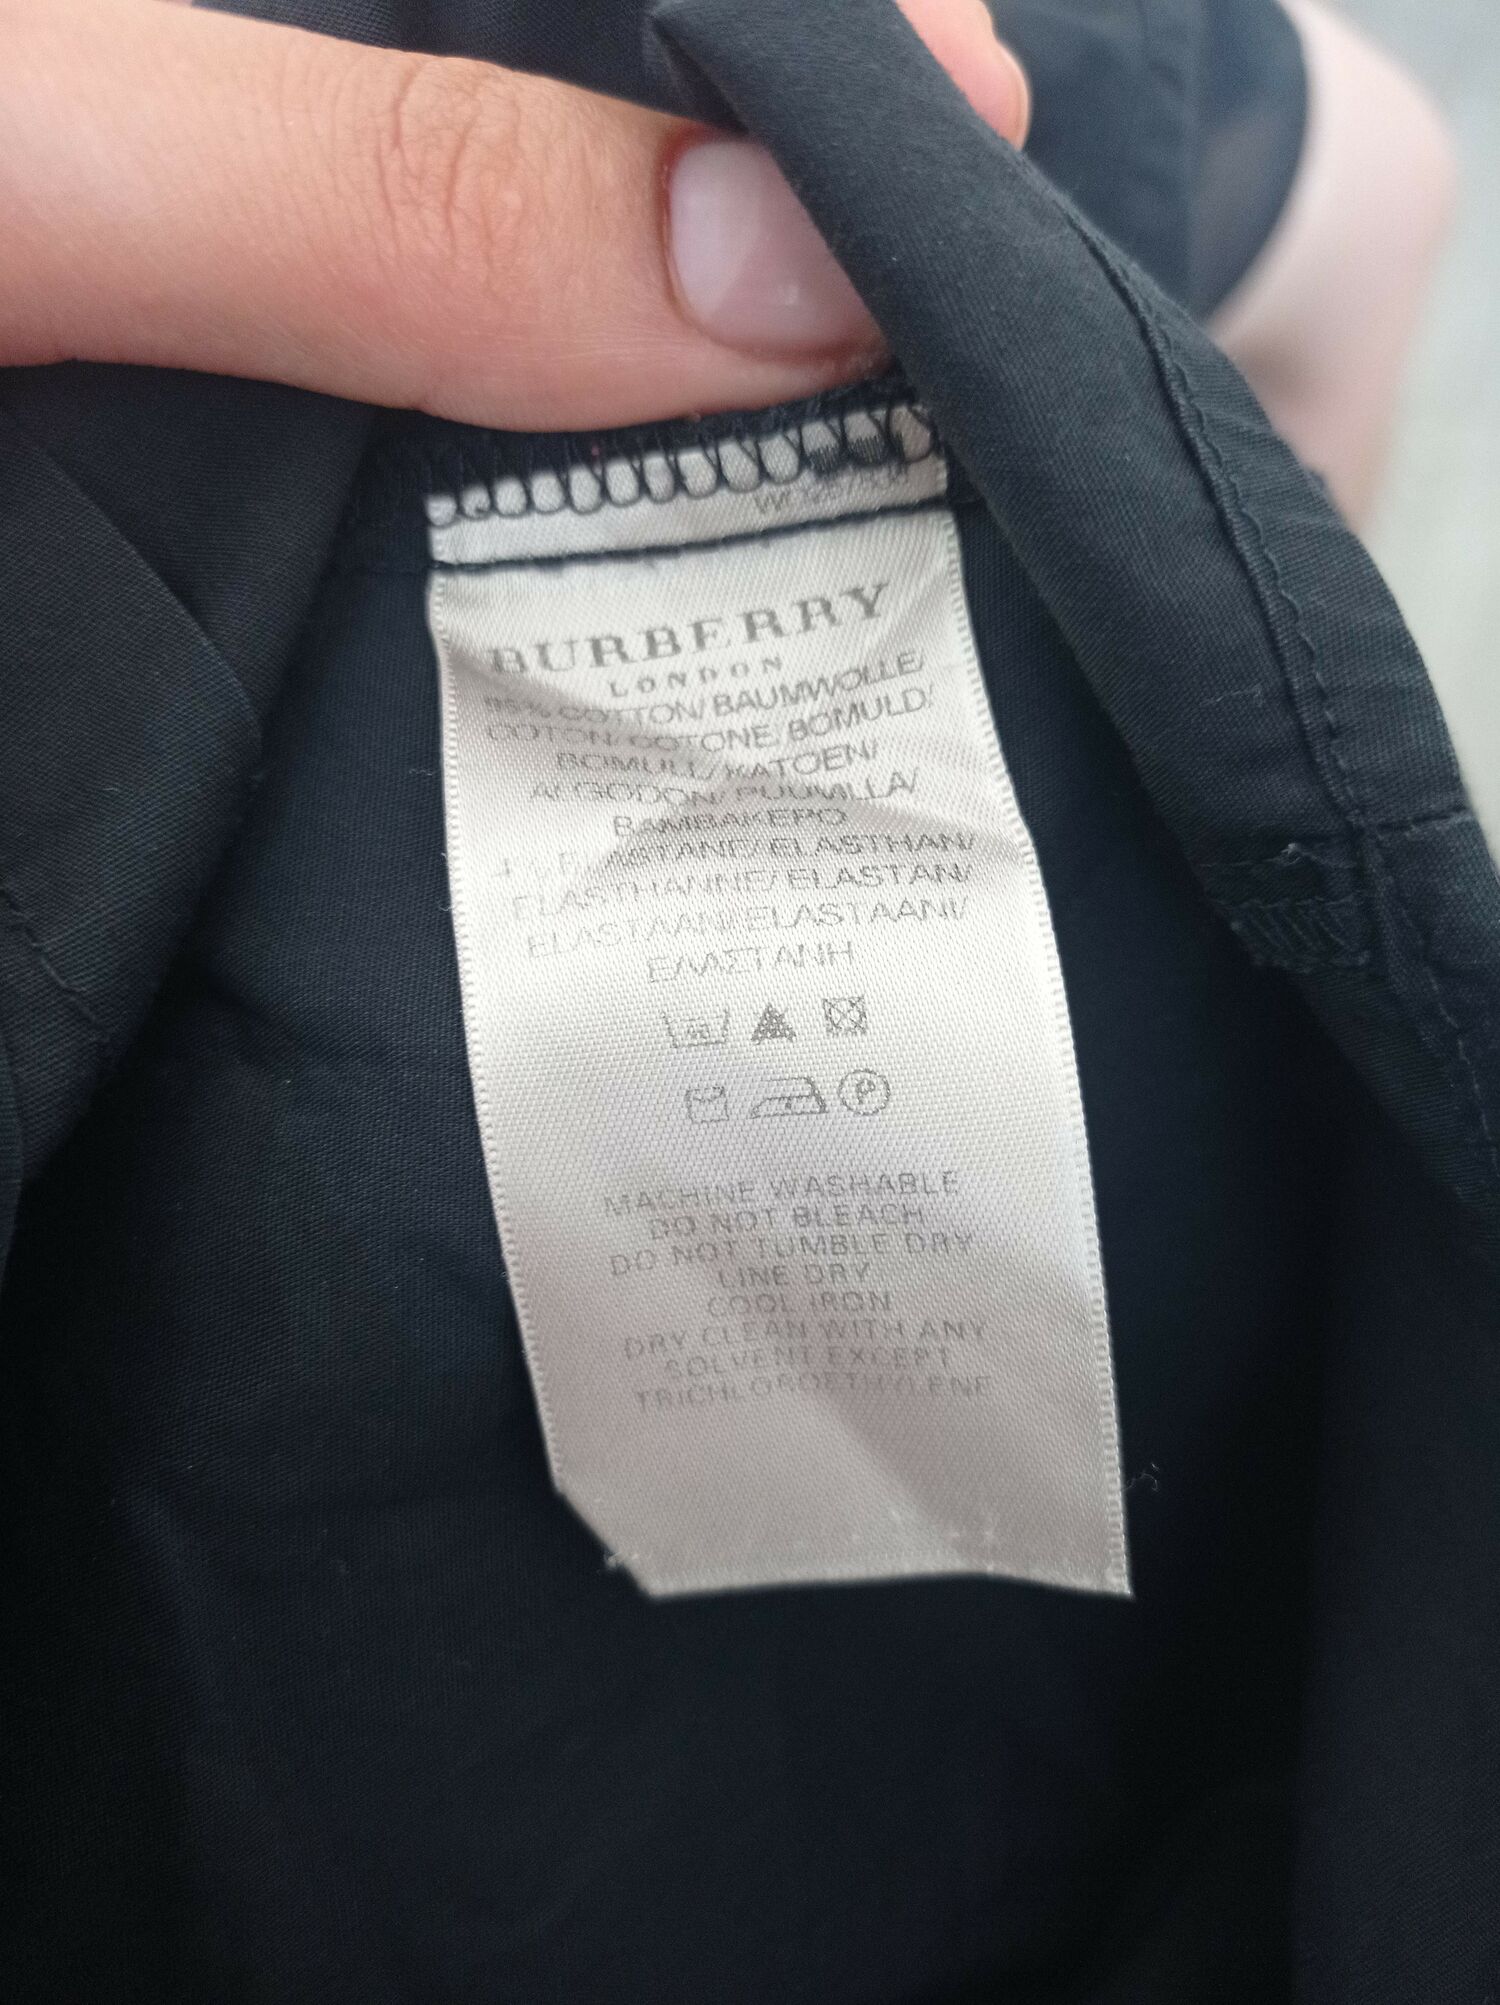 BURBERRY
LONDON
COTTON/BAUMWOLLE/
COTON/COTONE/BOMULD/
BOMULL/KATOEN/
ALGODON/PUUVILLA/
ΒΑΜΒΑΚΕΡΟ
ELASTANE/ELASTHAN/
ELASTHANNE/ELASTAN/
ELASTAAN/ELASTAANI/
ΕΛΑΣΤΑΝΗ
P
MACHINE WASHABLE
DO NOT BLEACH
DO NOT TUMBLE DRY
LINE DRY
COOL IRON
DRY CLEAN WITH ANY
SOLVENT EXCEPT
TRICHLOROETHYLENE